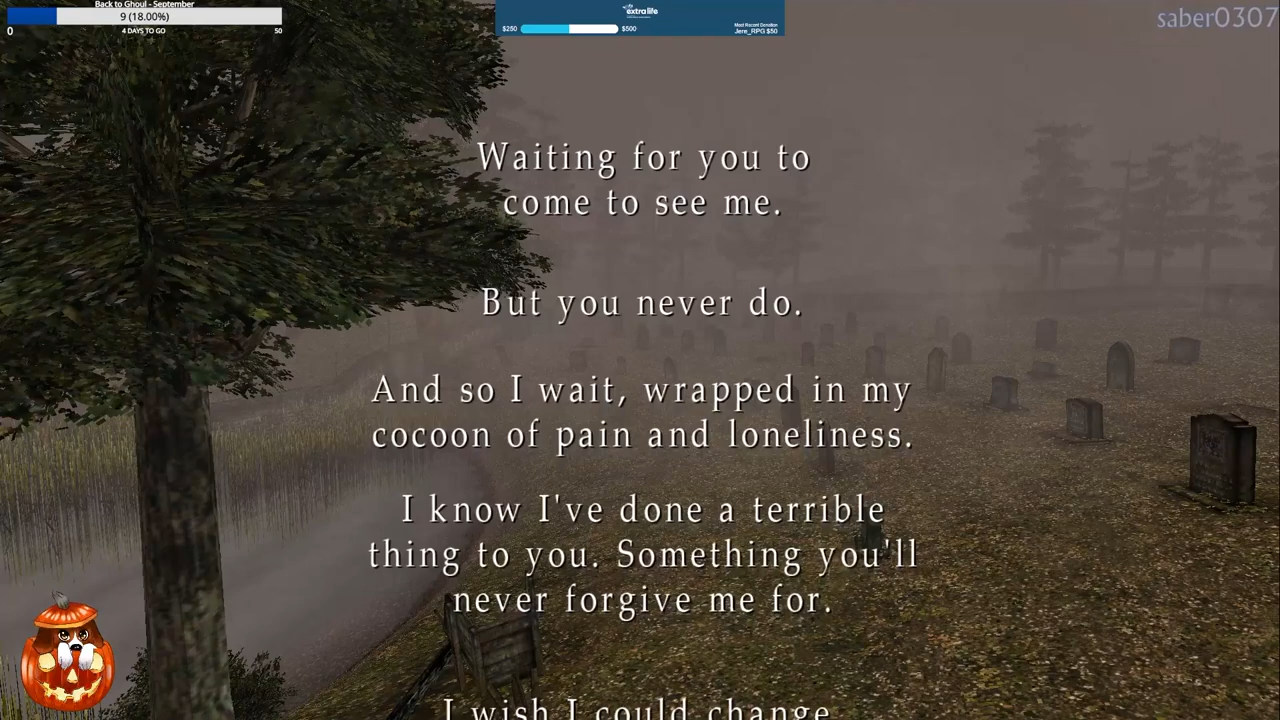 Back to Ghoul - September
9 (18.00%)
0
4 DAYS TO GO
50
extralife
$250
$500
Most Recent Donation
Jere_RPG $50
saber0307
Waiting for you to
come to see me.
But you never do.
And so I wait, wrapped in my
cocoon of pain and loneliness.
I know I've done a terrible
thing to you. Something you'll
never forgive me for.
I wish I could change